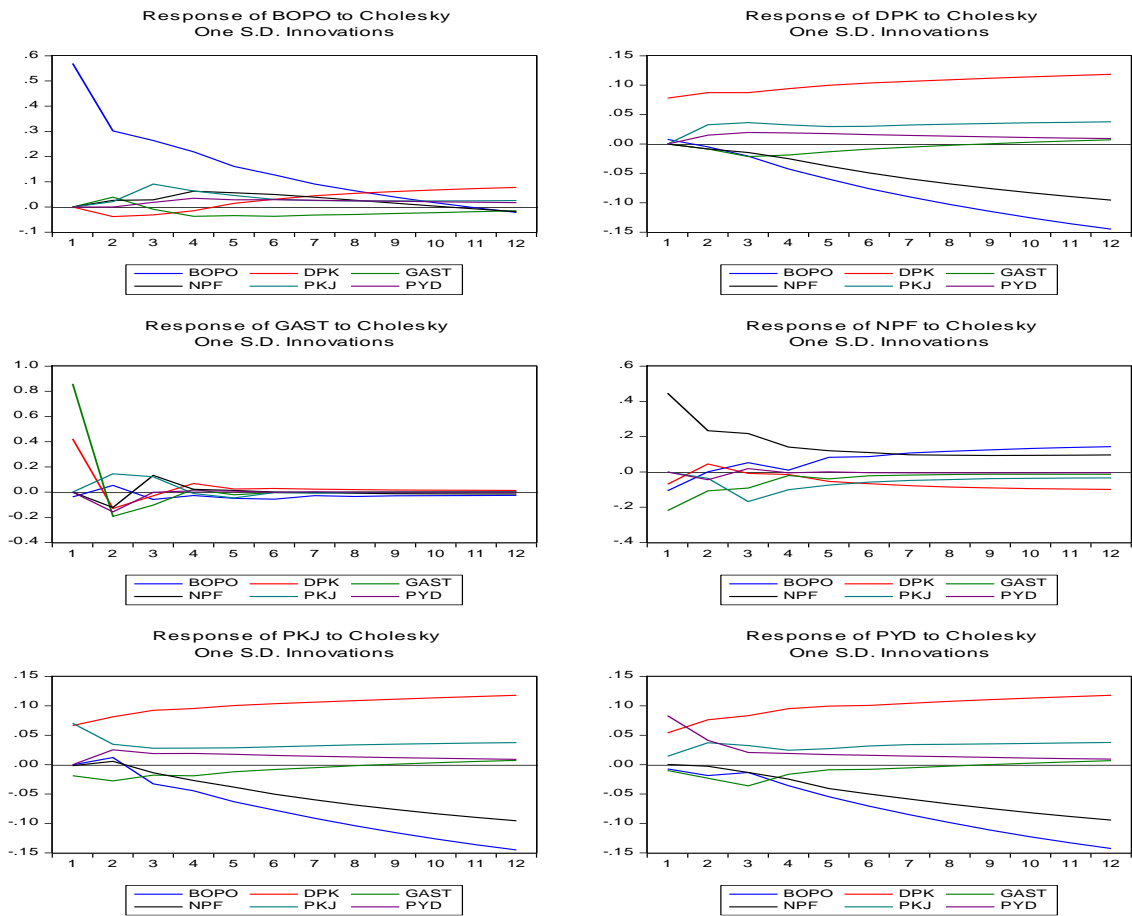 Response of BOPO to Cholesky
One S.D. Innovations
.6
.5
.4
.3
.2
.1
.0
-.1
1 2 3 4 5 6 7 8 9 10 11 12
BOPO DPK GAST
NPF PKJ PYD
Response of DPK to Cholesky
One S.D. Innovations
.15
.10
.05
.00
-.05
-.10
-.15
1 2 3 4 5 6 7 8 9 10 11 12
BOPO DPK GAST
NPF PKJ PYD
Response of GAST to Cholesky
One S.D. Innovations
1.0
0.8
0.6
0.4
0.2
0.0
-0.2
-0.4
1 2 3 4 5 6 7 8 9 10 11 12
BOPO DPK GAST
NPF PKJ PYD
Response of NPF to Cholesky
One S.D. Innovations
.6
.4
.2
.0
-.2
-.4
1 2 3 4 5 6 7 8 9 10 11 12
BOPO DPK GAST
NPF PKJ PYD
Response of PKJ to Cholesky
One S.D. Innovations
.15
.10
.05
.00
-.05
-.10
-.15
1 2 3 4 5 6 7 8 9 10 11 12
BOPO DPK GAST
NPF PKJ PYD
Response of PYD to Cholesky
One S.D. Innovations
.15
.10
.05
.00
-.05
-.10
-.15
1 2 3 4 5 6 7 8 9 10 11 12
BOPO DPK GAST
NPF PKJ PYD